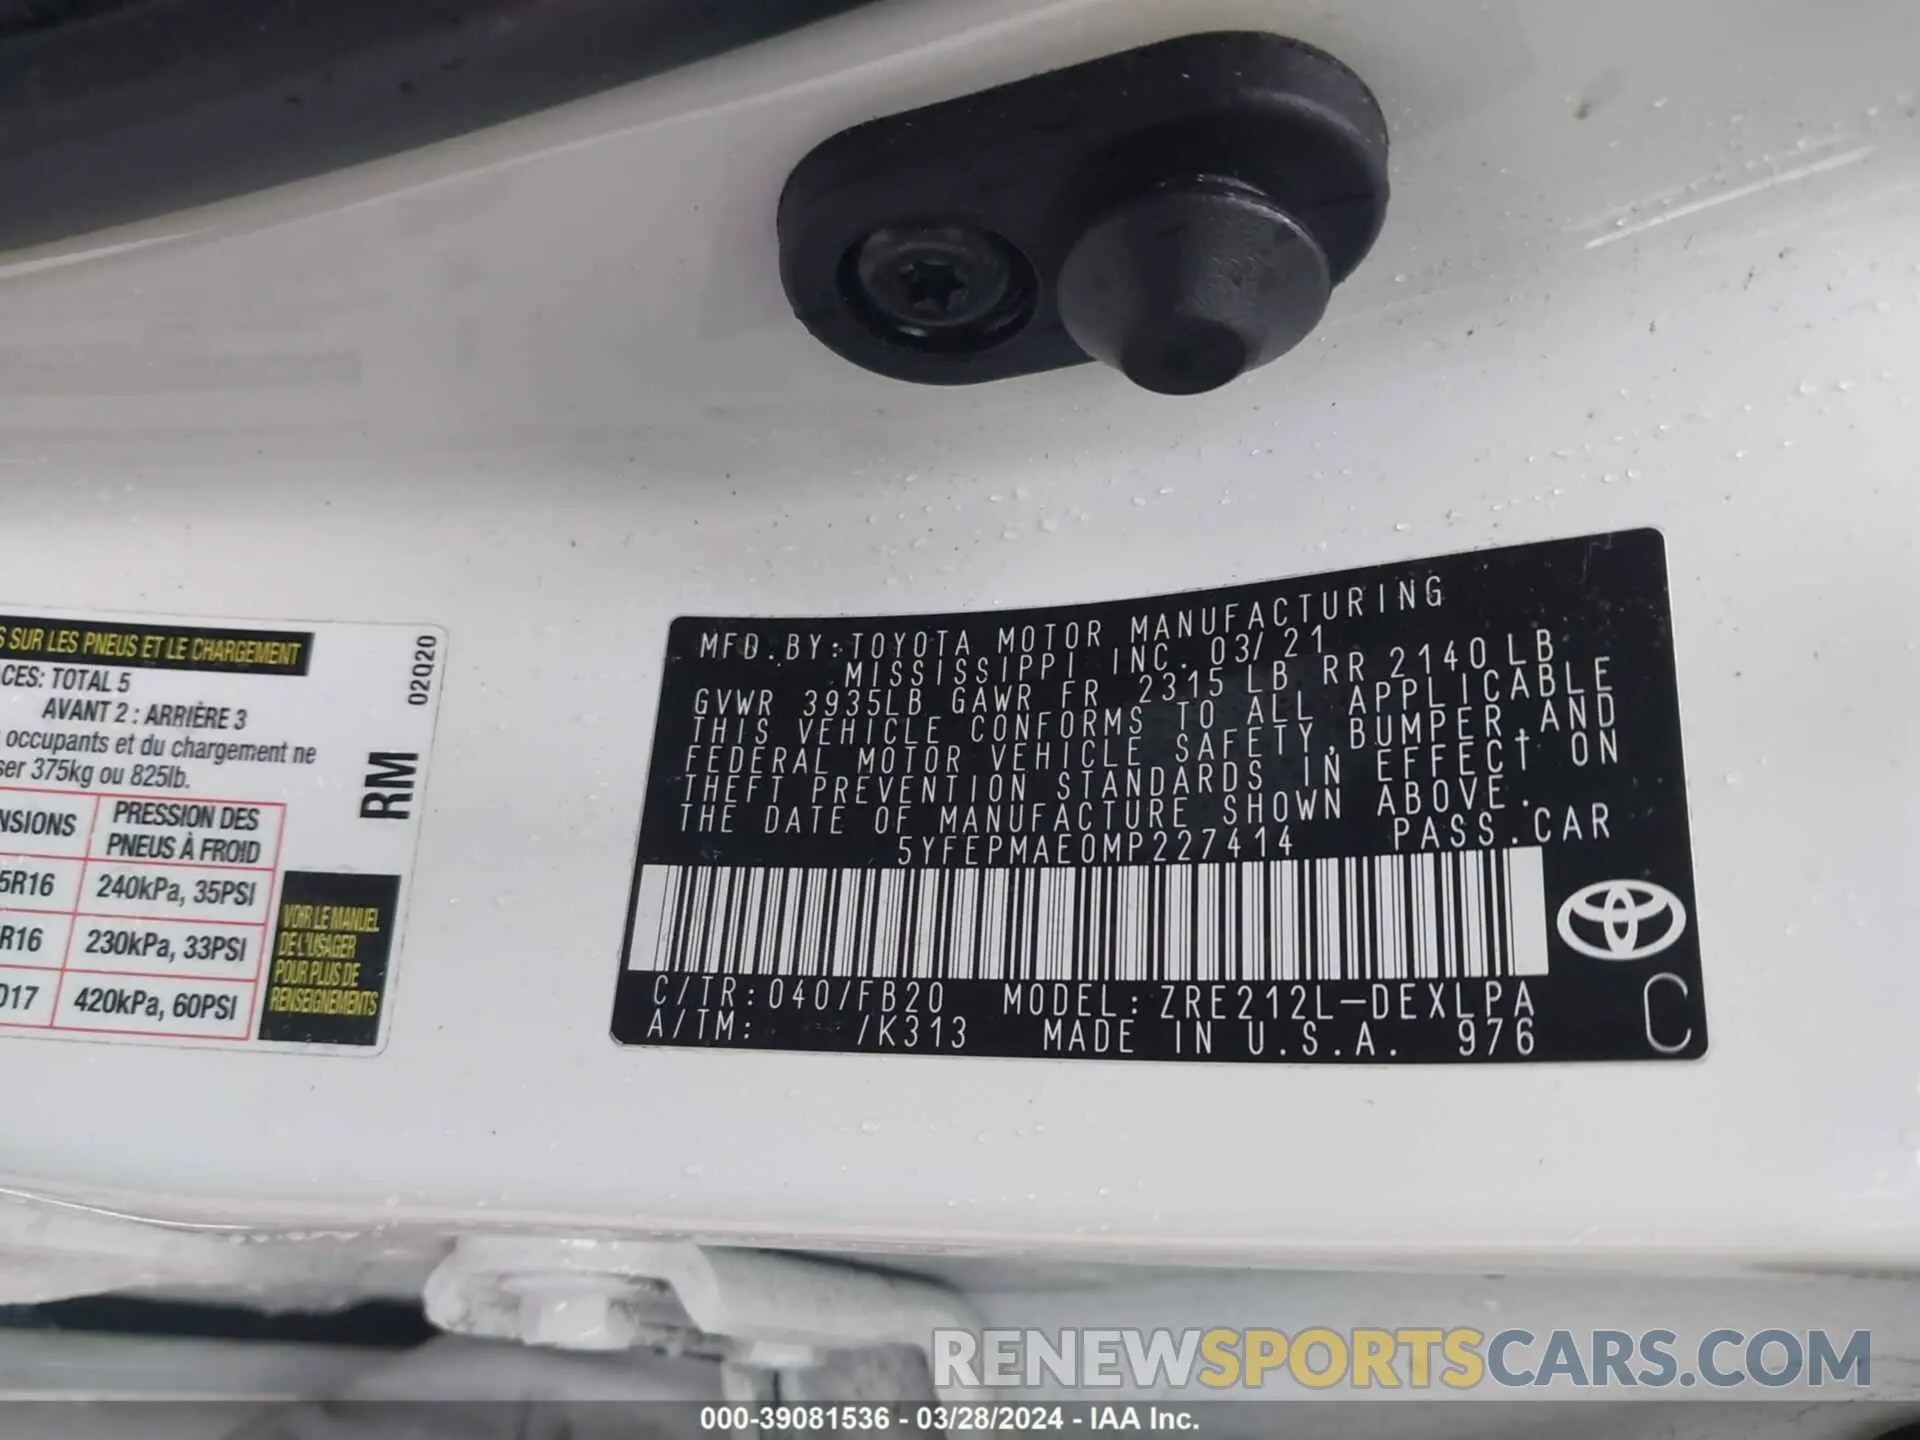 S SUR LES PNEUS ET LE CHARGEMENT
CES: TOTAL 5
AVANT 2 : ARRIÈRE 3
occupants et du chargement ne
ser 375kg ou 825lb.
NSIONS
PRESSION DES
PNEUS À FROID
5R16
240kPa, 35PSI
R16
230kPa, 33PSI
D17
420kPa, 60PSI
VOIR LE MANUEL
DE L'USAGER
POUR PLUS DE
RENSEIGNEMENTS
02Q20
RM
MFD.BY:TOYOTA MOTOR MANUFACTURING
MISSISSIPPI INC. 03/21
GVWR 3935LB GAWR FR 2315LB RR 2140LB
THIS VEHICLE CONFORMS TO ALL APPLICABLE
FEDERAL MOTOR VEHICLE SAFETY,BUMPER,AND
THEFT PREVENTION STANDARDS IN EFFECT ON
THE DATE OF MANUFACTURE SHOWN ABOVE.
5YFEPMAE0MP227414 PASS.CAR
C/TR:040/FB20 MODEL:ZRE212L-DEXLPA
A/TM: /K313 MADE IN U.S.A. 976
C
RENEWSPORTSCARS.COM
000-39081536 - 03/28/2024 - IAA Inc.